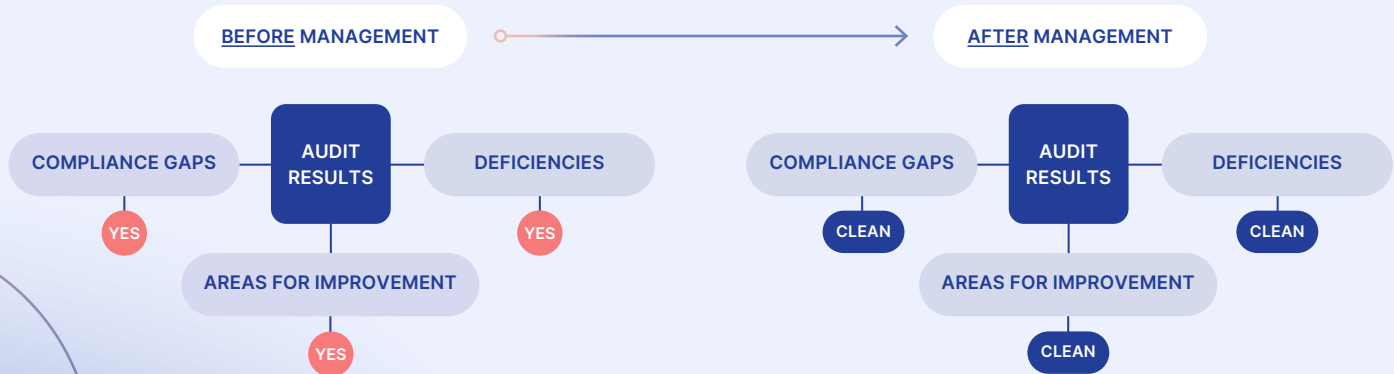 BEFORE MANAGEMENT
AFTER MANAGEMENT
COMPLIANCE GAPS
AUDIT
RESULTS
DEFICIENCIES
YES
YES
AREAS FOR IMPROVEMENT
YES
COMPLIANCE GAPS
AUDIT
RESULTS
DEFICIENCIES
CLEAN
CLEAN
AREAS FOR IMPROVEMENT
CLEAN